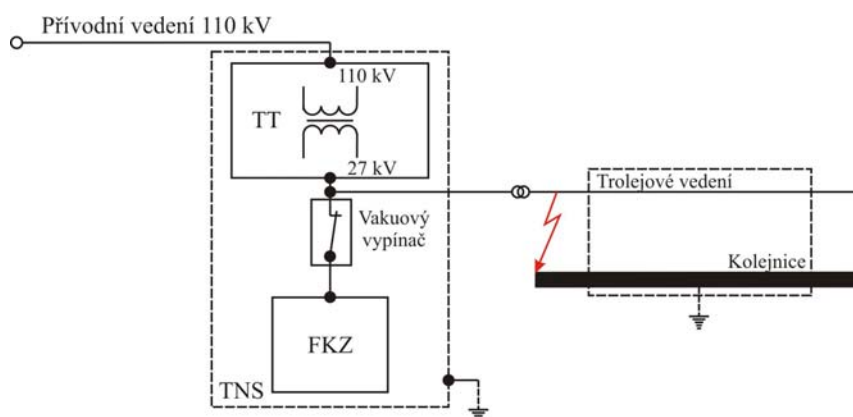 Přívodní vedení 110 kV
110 kV
TT
27 kV
Trolejové vedení
Vakuový
vypínač
Kolejnice
FKZ
TNS